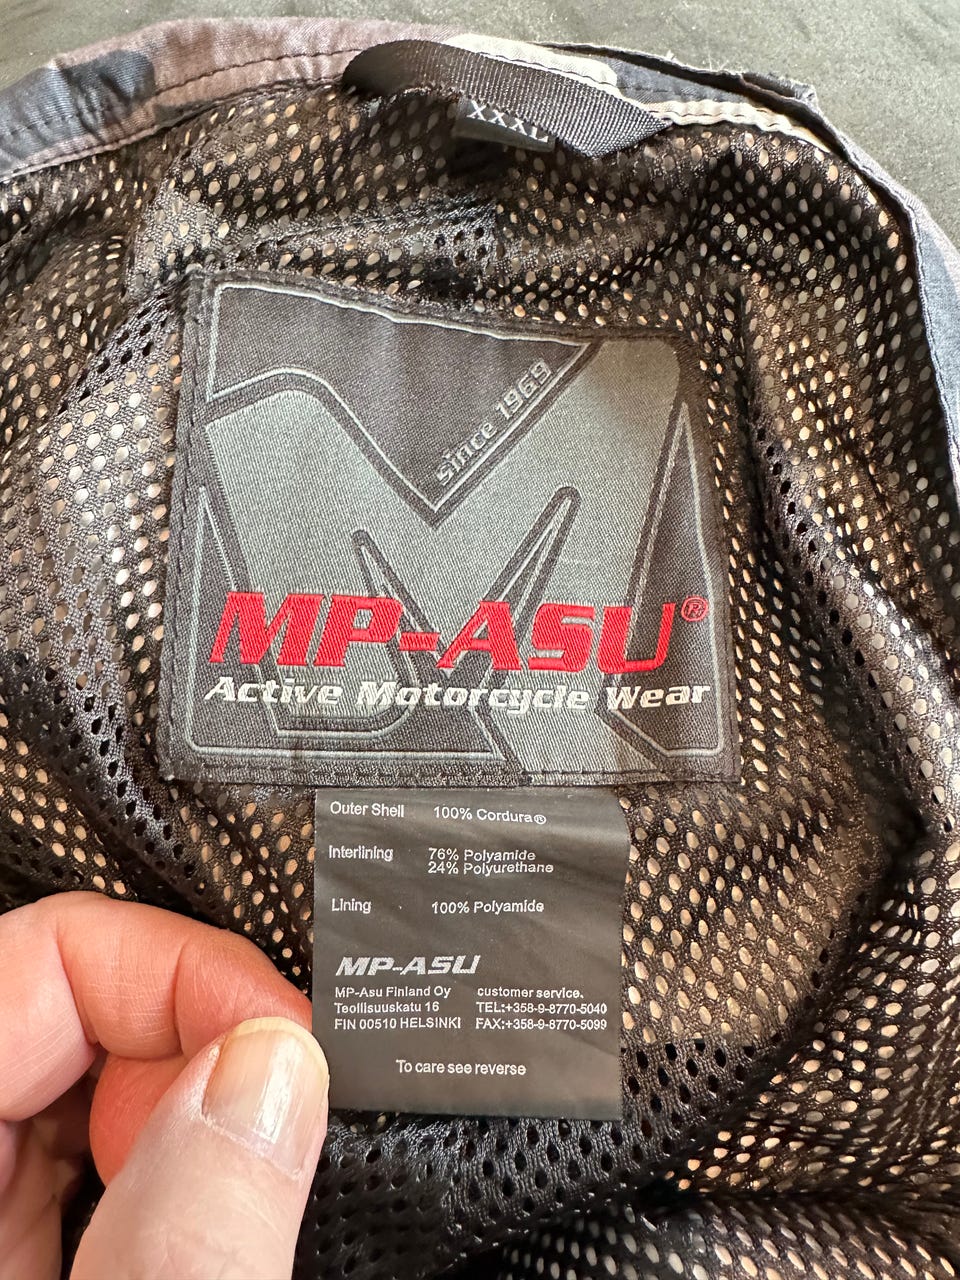 XXXL
since 1969
MP-ASU®
Active Motorcycle Wear
Outer Shell 100% Cordura®
Interlining 76% Polyamide
24% Polyurethane
Lining 100% Polyamide
MP-ASU
MP-Asu Finland Oy customer service.
Teollisuuskatu 16 TEL:+358-9-8770-5040
FIN 00510 HELSINKI FAX:+358-9-8770-5099
To care see reverse